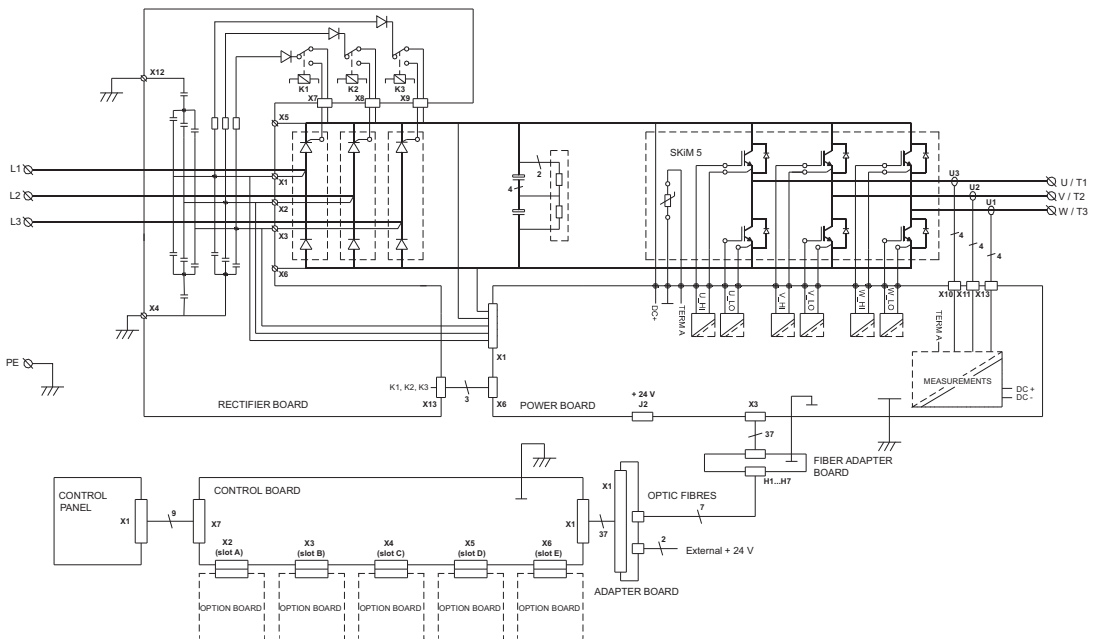 K1
K2
K3
X12
X7
X8
X9
X5
SKiM 5
L1
X1
L2
X2
L3
X3
X6
2
4
U3
U2
U1
U / T1
V / T2
W / T3
4
4
4
X4
DC+
TERM A
U_HI
U_LO
V_HI
V_LO
W_HI
W_LO
X10
X11
X13
TERM A
X1
PE
K1, K2, K3
3
MEASUREMENTS
DC +
DC -
RECTIFIER BOARD
X13
X6
POWER BOARD
+ 24 V
J2
X3
37
FIBER ADAPTER
BOARD
H1...H7
CONTROL
PANEL
X1
9
X7
CONTROL BOARD
X1
37
X1
OPTIC FIBRES
7
2
External + 24 V
ADAPTER BOARD
X2
(slot A)
X3
(slot B)
X4
(slot C)
X5
(slot D)
X6
(slot E)
OPTION BOARD
OPTION BOARD
OPTION BOARD
OPTION BOARD
OPTION BOARD